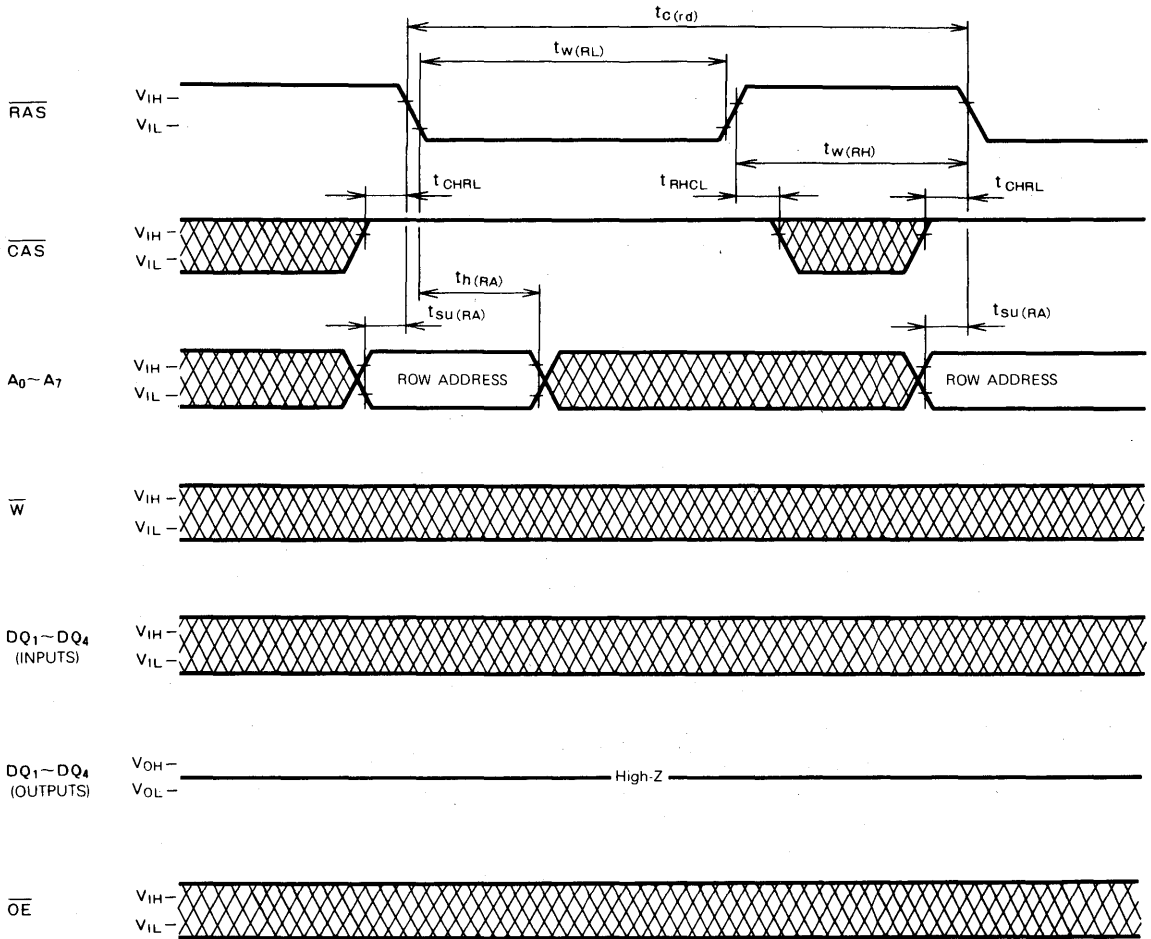 tC(rd)
tW(RL)
RAS
VIH
VIL
tW(RH)
tCHRL
tRHCL
tCHRL
CAS
VIH
VIL
th(RA)
tSU(RA)
tSU(RA)
A0~A7
VIH
VIL
ROW ADDRESS
ROW ADDRESS
W
VIH
VIL
DQ1~DQ4
(INPUTS)
VIH
VIL
DQ1~DQ4
(OUTPUTS)
VOH
VOL
High-Z
OE
VIH
VIL